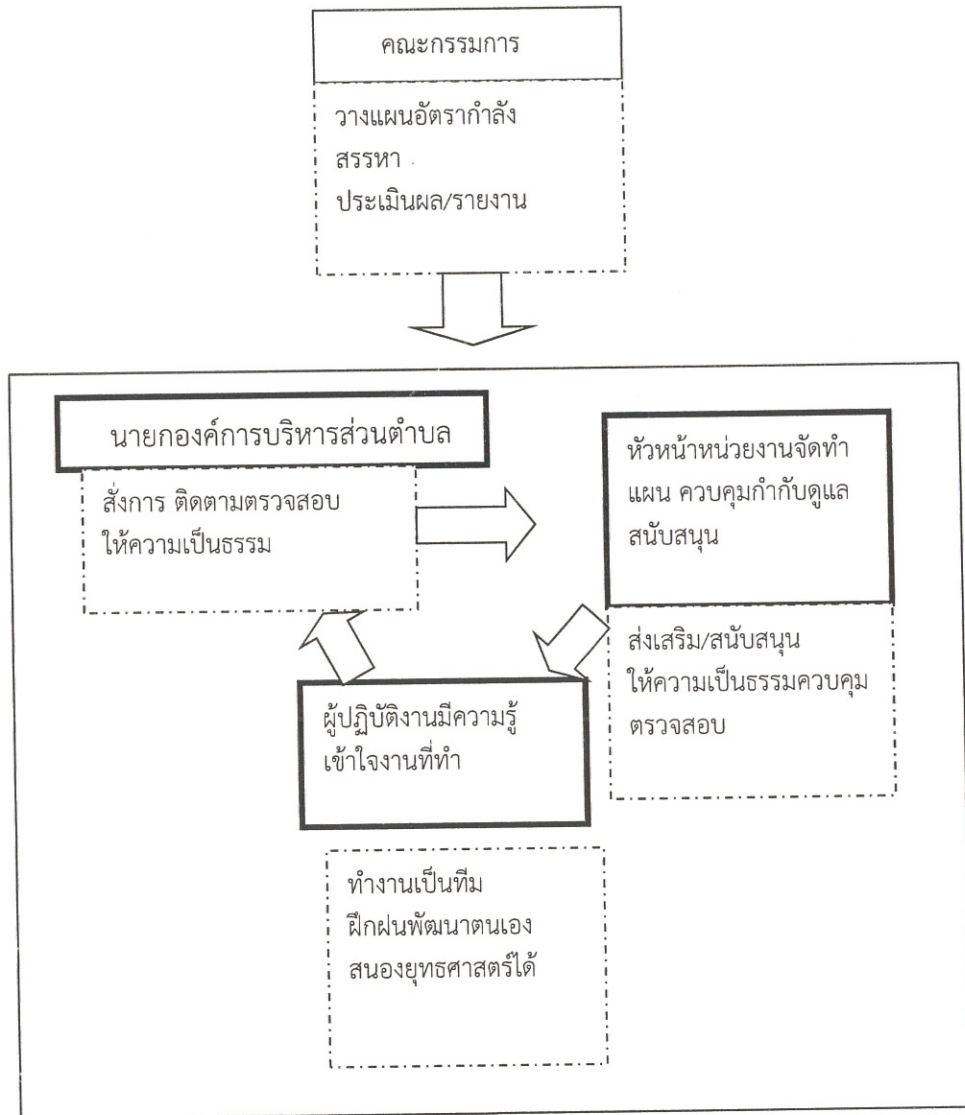 คณะกรรมการ
วางแผนอัตรากำลัง
สรรหา
ประเมินผล/รายงาน
นายกองค์การบริหารส่วนตำบล
สั่งการ ติดตามตรวจสอบ
ให้ความเป็นธรรม
หัวหน้าหน่วยงานจัดทำ
แผน ควบคุมกำกับดูแล
สนับสนุน
ส่งเสริม/สนับสนุน
ให้ความเป็นธรรมควบคุม
ตรวจสอบ
ผู้ปฏิบัติงานมีความรู้
เข้าใจงานที่ทำ
ทำงานเป็นทีม
ฝึกฝนพัฒนาตนเอง
สนองยุทธศาสตร์ได้